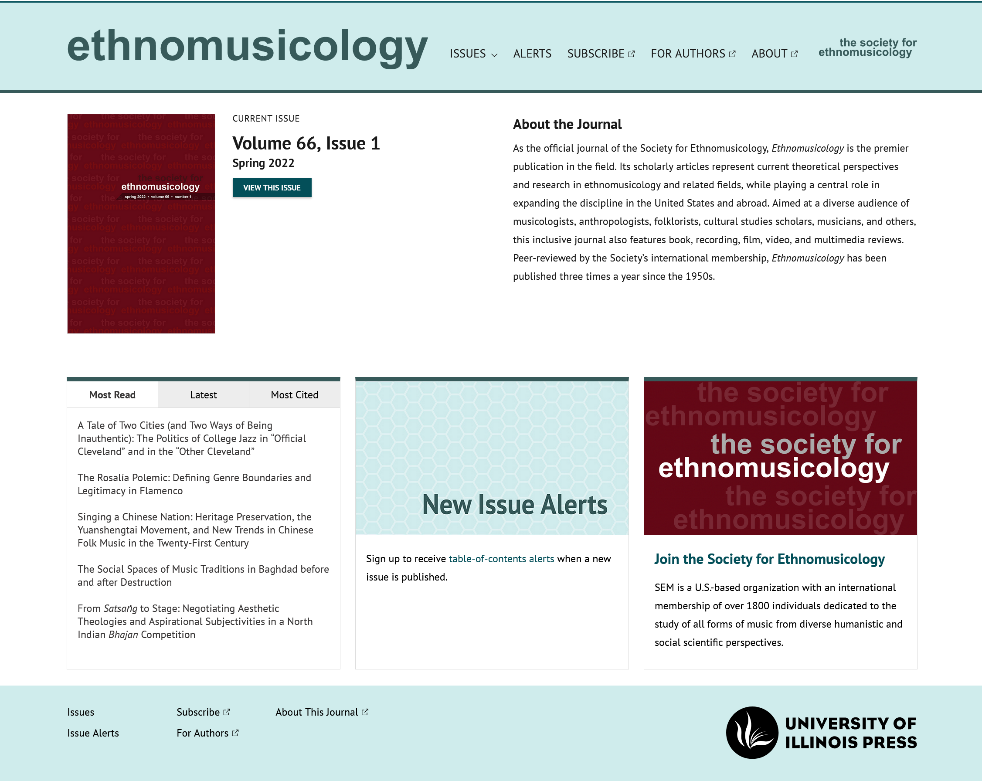 ethnomusicology
ISSUES
ALERTS
SUBSCRIBE
FOR AUTHORS
ABOUT
the society for
ethnomusicology
the society for
ethnomusicology
spring 2022 • volume 66 • number 1
CURRENT ISSUE
Volume 66, Issue 1
Spring 2022
VIEW THIS ISSUE
About the Journal
As the official journal of the Society for Ethnomusicology, Ethnomusicology is the premier
publication in the field. Its scholarly articles represent current theoretical perspectives
and research in ethnomusicology and related fields, while playing a central role in
expanding the discipline in the United States and abroad. Aimed at a diverse audience of
musicologists, anthropologists, folklorists, cultural studies scholars, musicians, and others,
this inclusive journal also features book, recording, film, video, and multimedia reviews.
Peer-reviewed by the Society's international membership, Ethnomusicology has been
published three times a year since the 1950s.
Most Read
Latest
Most Cited
A Tale of Two Cities (and Two Ways of Being
Inauthentic): The Politics of College Jazz in “Official
Cleveland” and in the “Other Cleveland”
The Rosalía Polemic: Defining Genre Boundaries and
Legitimacy in Flamenco
Singing a Chinese Nation: Heritage Preservation, the
Yuanshengtai Movement, and New Trends in Chinese
Folk Music in the Twenty-First Century
The Social Spaces of Music Traditions in Baghdad before
and after Destruction
From Satsaṅg to Stage: Negotiating Aesthetic
Theologies and Aspirational Subjectivities in a North
Indian Bhajan Competition
New Issue Alerts
Sign up to receive table-of-contents alerts when a new
issue is published.
the society for
ethnomusicology
the society for
ethnomusicology
the society for
ethnomusicology
Join the Society for Ethnomusicology
SEM is a U.S.-based organization with an international
membership of over 1800 individuals dedicated to the
study of all forms of music from diverse humanistic and
social scientific perspectives.
Issues
Subscribe
About This Journal
Issue Alerts
For Authors
UNIVERSITY OF
ILLINOIS PRESS